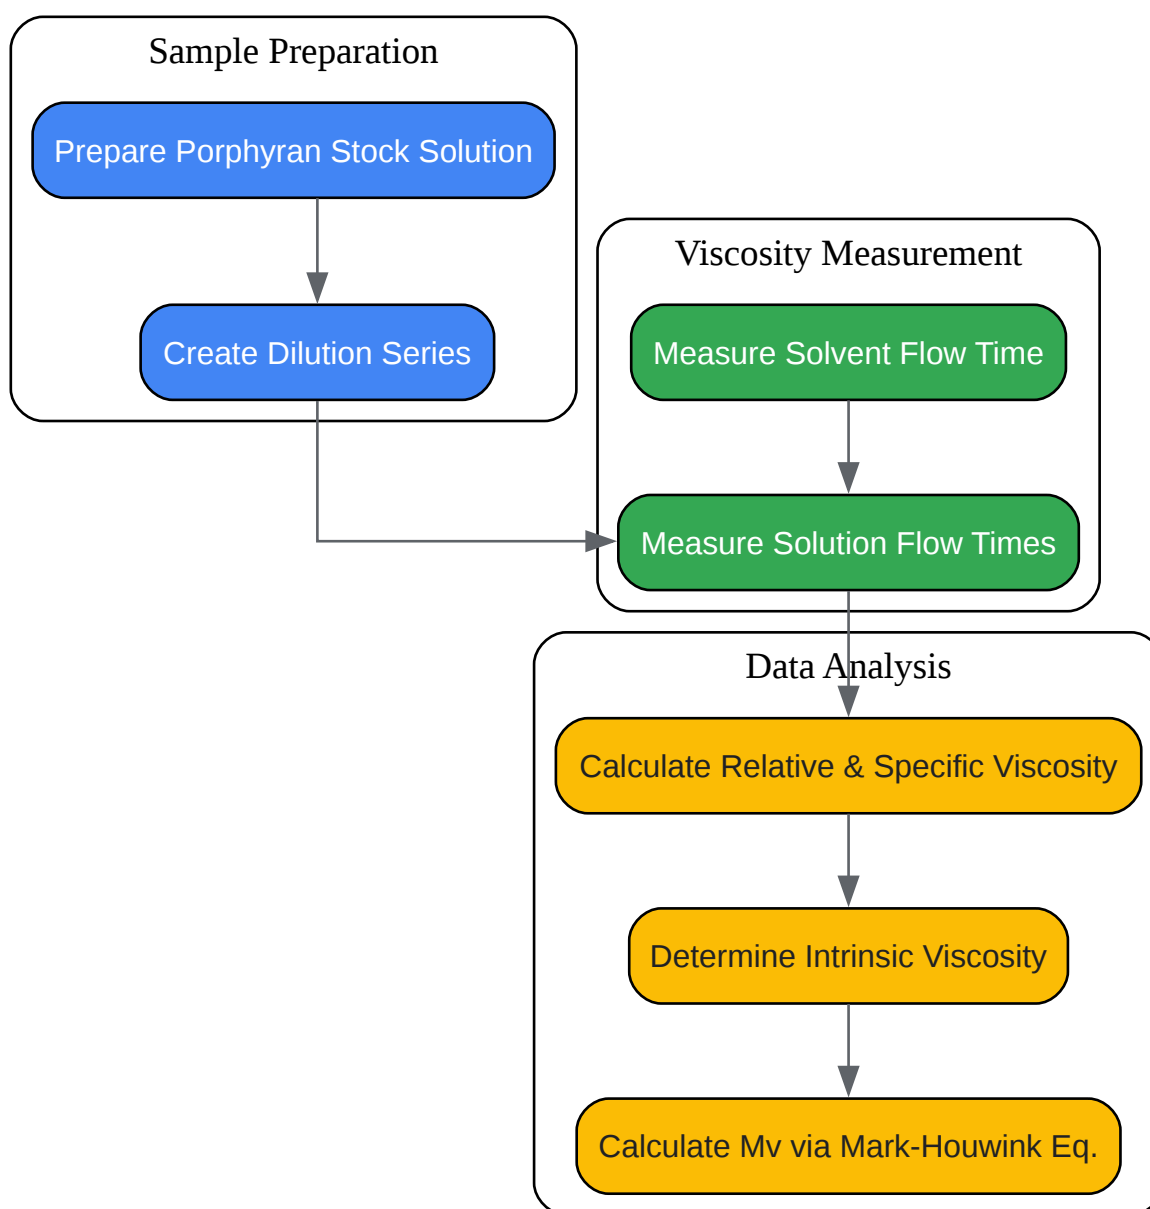 Sample Preparation
Prepare Porphyran Stock Solution
Create Dilution Series
Viscosity Measurement
Measure Solvent Flow Time
Measure Solution Flow Times
Data Analysis
Calculate Relative & Specific Viscosity
Determine Intrinsic Viscosity
Calculate Mv via Mark-Houwink Eq.